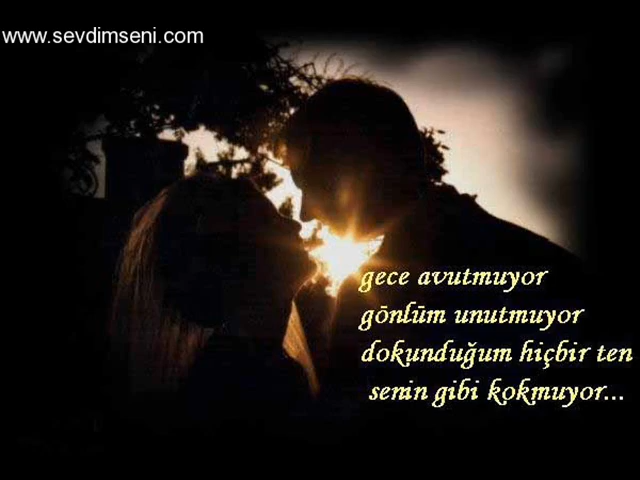 www.sevdimseni.com
gece avutmuyor
gönlüm unutmuyor
dokunduğum hiçbir ten
senin gibi kokmuyor...